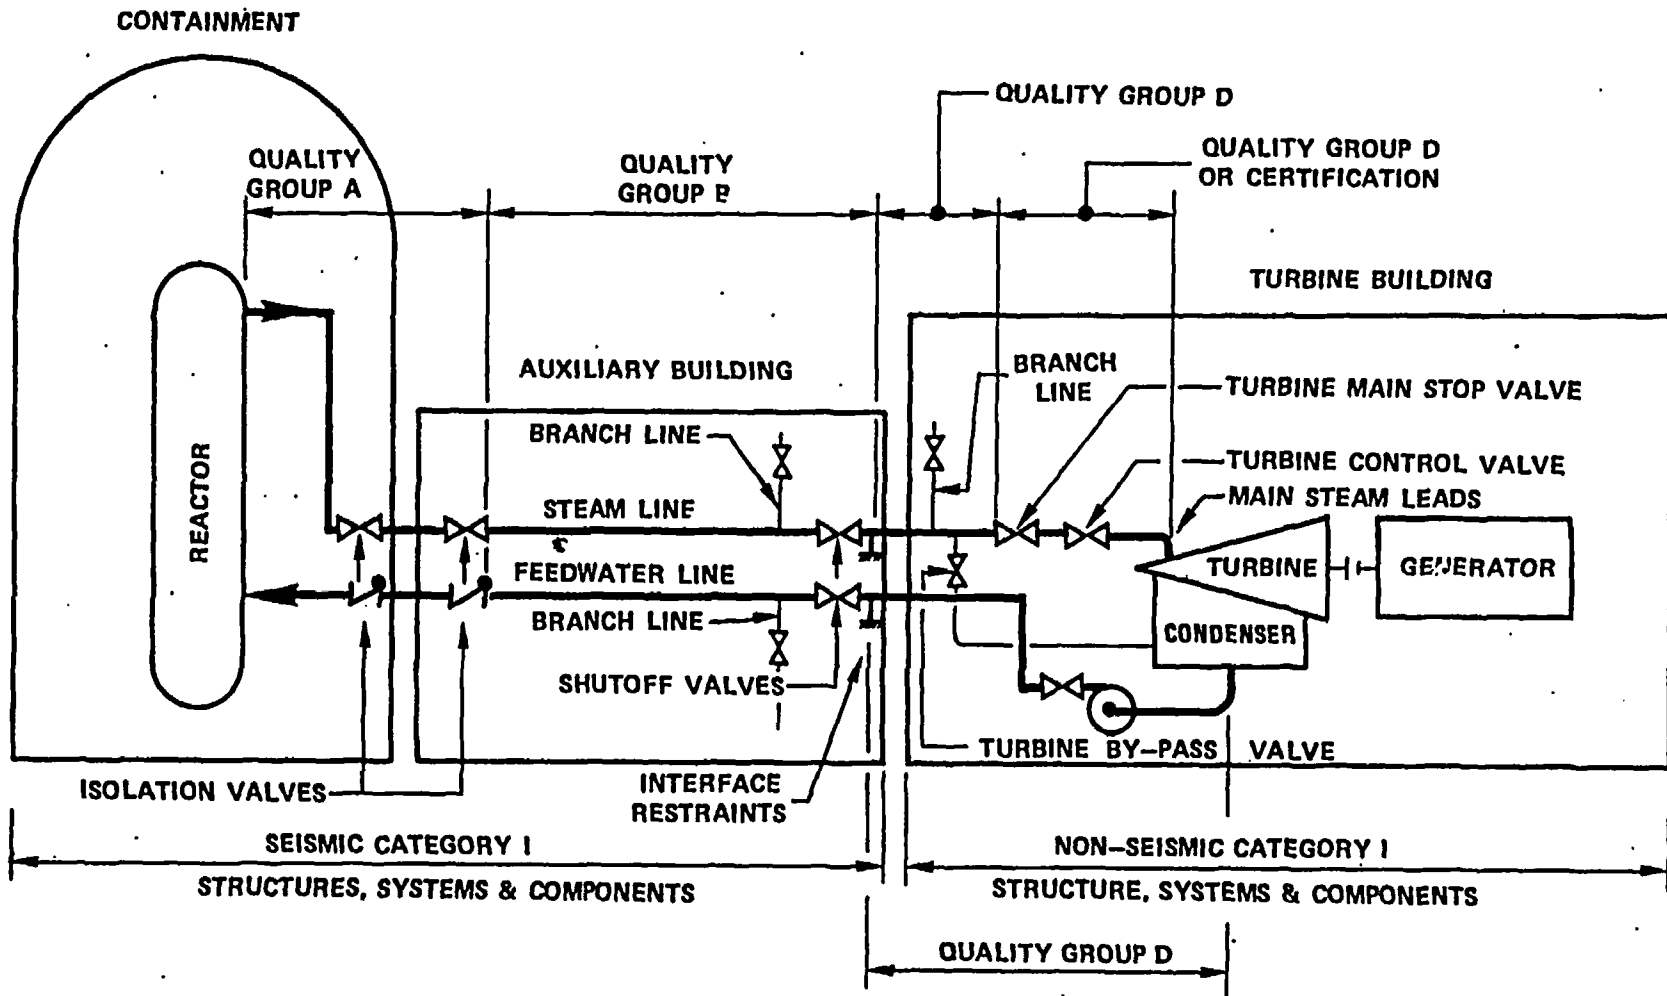 CONTAINMENT
QUALITY GROUP D
QUALITY
GROUP A
QUALITY
GROUP B
QUALITY GROUP D
OR CERTIFICATION
TURBINE BUILDING
AUXILIARY BUILDING
BRANCH
LINE
TURBINE MAIN STOP VALVE
BRANCH LINE
TURBINE CONTROL VALVE
MAIN STEAM LEADS
STEAM LINE
REACTOR
FEEDWATER LINE
TURBINE
GENERATOR
BRANCH LINE
CONDENSER
SHUTOFF VALVES
TURBINE BY-PASS VALVE
ISOLATION VALVES
INTERFACE
RESTRAINTS
SEISMIC CATEGORY I
STRUCTURES, SYSTEMS & COMPONENTS
NON-SEISMIC CATEGORY I
STRUCTURE, SYSTEMS & COMPONENTS
QUALITY GROUP D